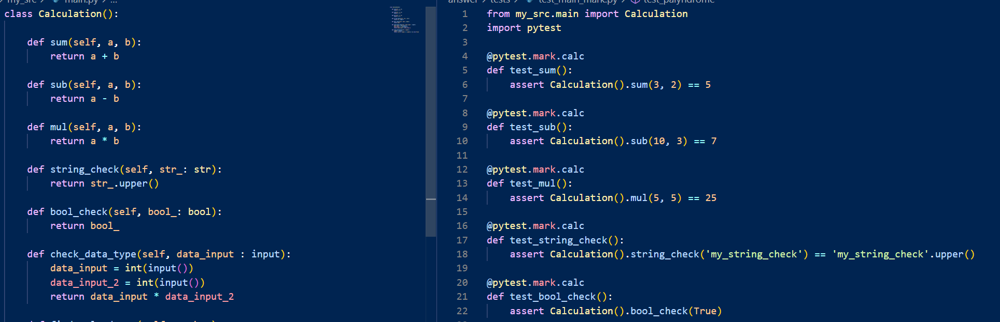 my_src > main.py > ...
class Calculation():
def sum(self, a, b):
return a + b
def sub(self, a, b):
return a - b
def mul(self, a, b):
return a * b
def string_check(self, str_: str):
return str_.upper()
def bool_check(self, bool_: bool):
return bool_
def check_data_type(self, data_input : input):
data_input = int(input())
data_input_2 = int(input())
return data_input * data_input_2
answer > tests > test_main_mark.py > test_palyndrome
1 from my_src.main import Calculation
2 import pytest
3
4 @pytest.mark.calc
5 def test_sum():
6 assert Calculation().sum(3, 2) == 5
7
8 @pytest.mark.calc
9 def test_sub():
10 assert Calculation().sub(10, 3) == 7
11
12 @pytest.mark.calc
13 def test_mul():
14 assert Calculation().mul(5, 5) == 25
15
16 @pytest.mark.calc
17 def test_string_check():
18 assert Calculation().string_check('my_string_check') == 'my_string_check'.upper()
19
20 @pytest.mark.calc
21 def test_bool_check():
22 assert Calculation().bool_check(True)